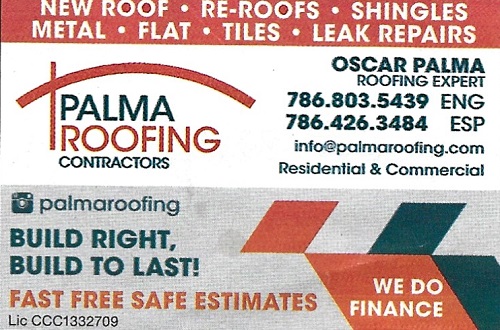 NEW ROOF • RE-ROOFS • SHINGLES
METAL • FLAT • TILES • LEAK REPAIRS
PALMA
ROOFING
CONTRACTORS
OSCAR PALMA
ROOFING EXPERT
786.803.5439 ENG
786.426.3484 ESP
info@palmaroofing.com
Residential & Commercial
palmaroofing
BUILD RIGHT,
BUILD TO LAST!
FAST FREE SAFE ESTIMATES
Lic CCC1332709
WE DO
FINANCE